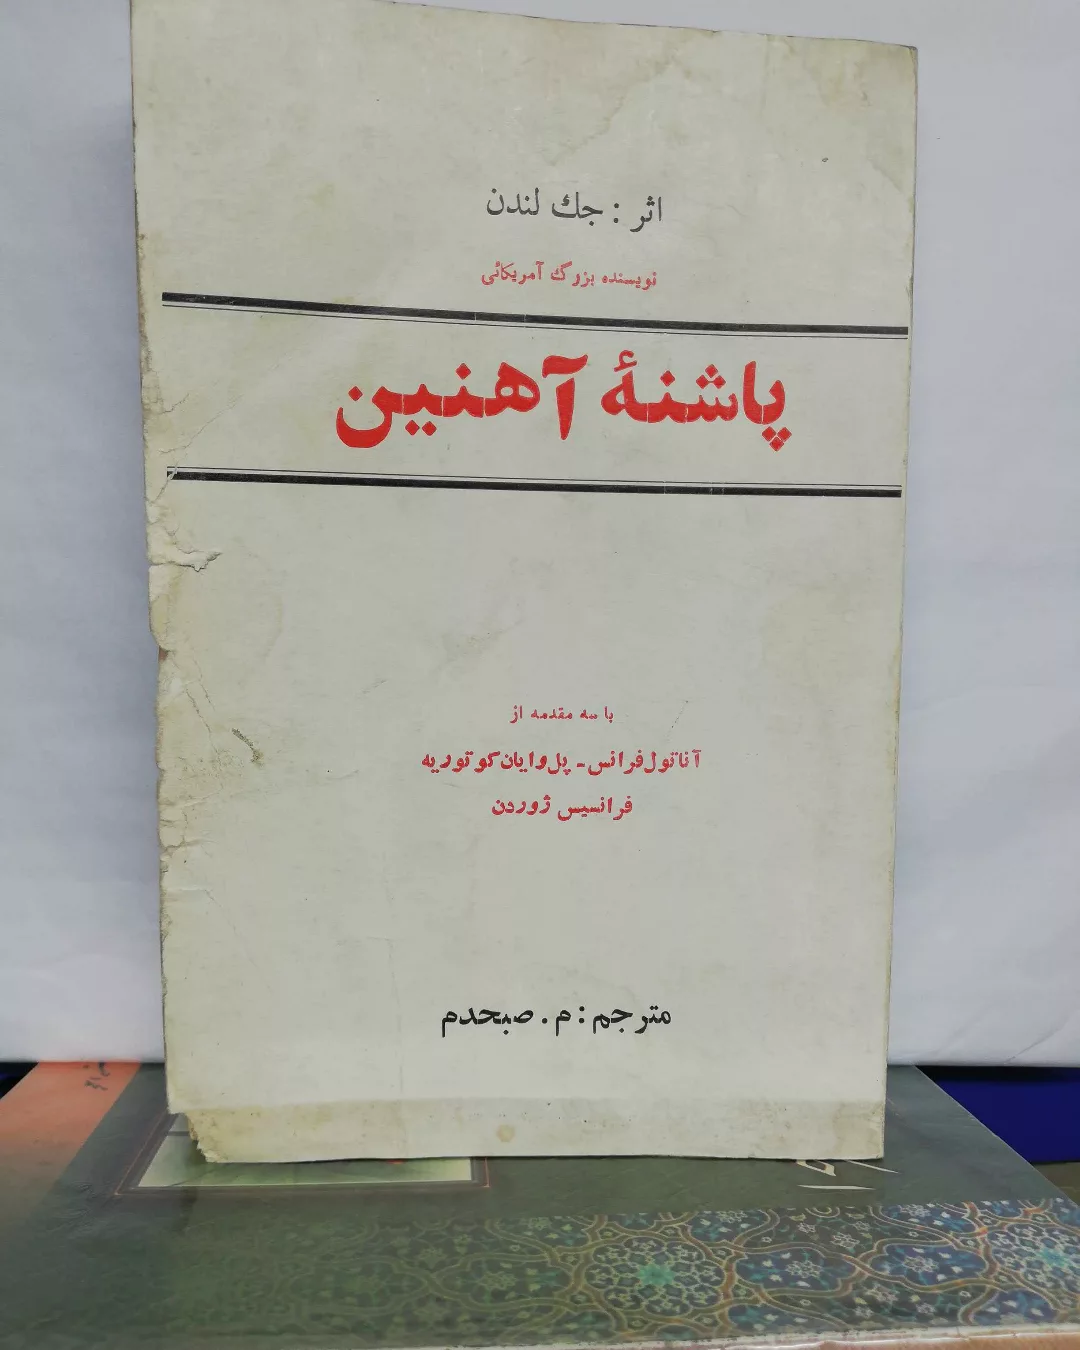 اثر : جك لندن
نویسنده بزرگ آمریکائی
پاشنهٔ آهنین
با سه مقدمه از
آناتول فرانس - پل وایان کوتوریه
فرانسیس ژوردن
مترجم : م . صبحدم